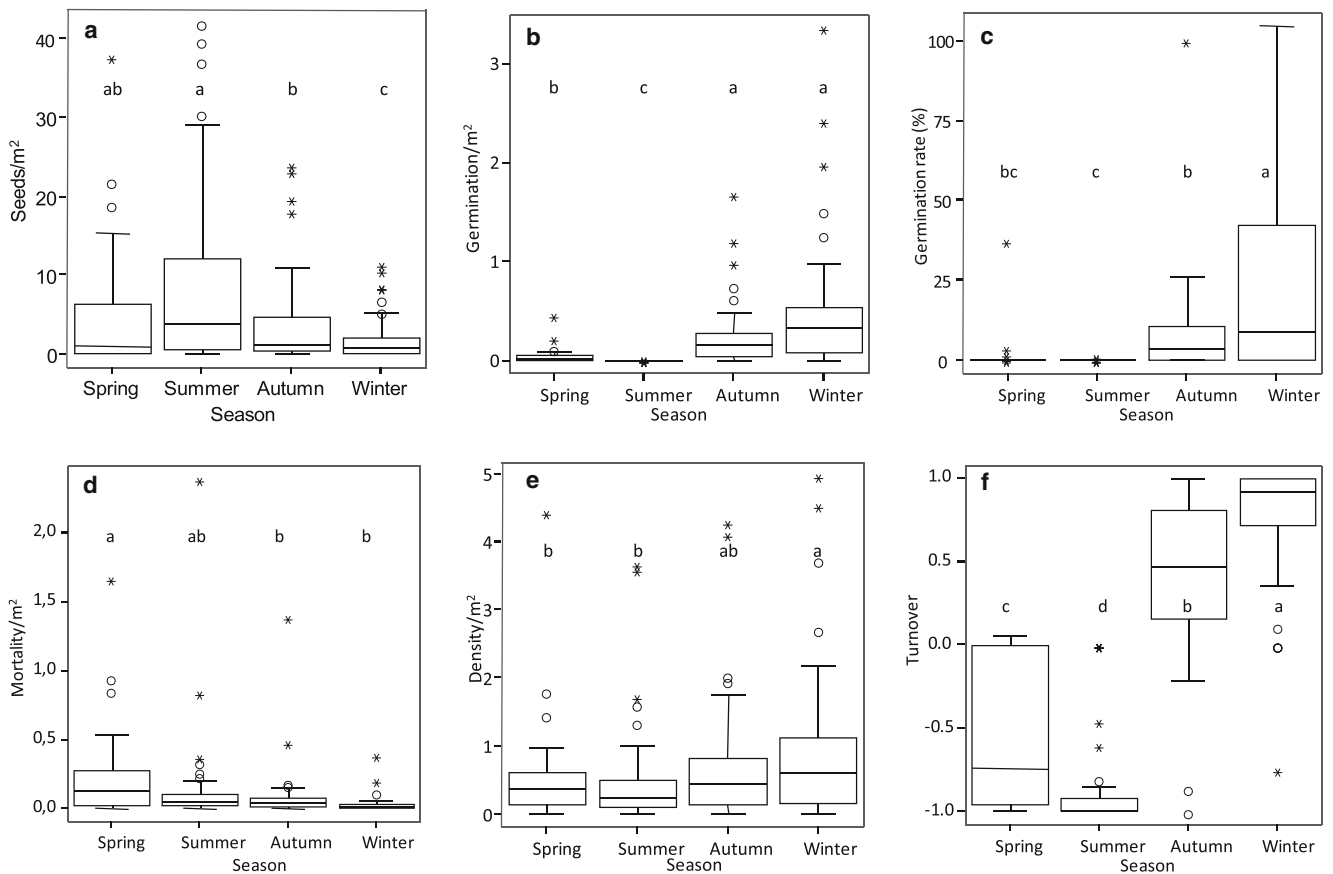 a
40
30
20
10
0
Seeds/m²
ab a b c
Spring Summer Autumn Winter
Season
b
3
2
1
0
Germination/m²
b c a a
Spring Summer Autumn Winter
Season
c
100
75
50
25
0
Germination rate (%)
bc c b a
Spring Summer Autumn Winter
Season
d
2,0
1,5
1,0
0,5
0,0
Mortality/m²
a ab b b
Spring Summer Autumn Winter
Season
e
5
4
3
2
1
0
Density/m²
b b ab a
Spring Summer Autumn Winter
Season
f
1.0
0.5
0.0
-0.5
-1.0
Turnover
c d b a
Spring Summer Autumn Winter
Season